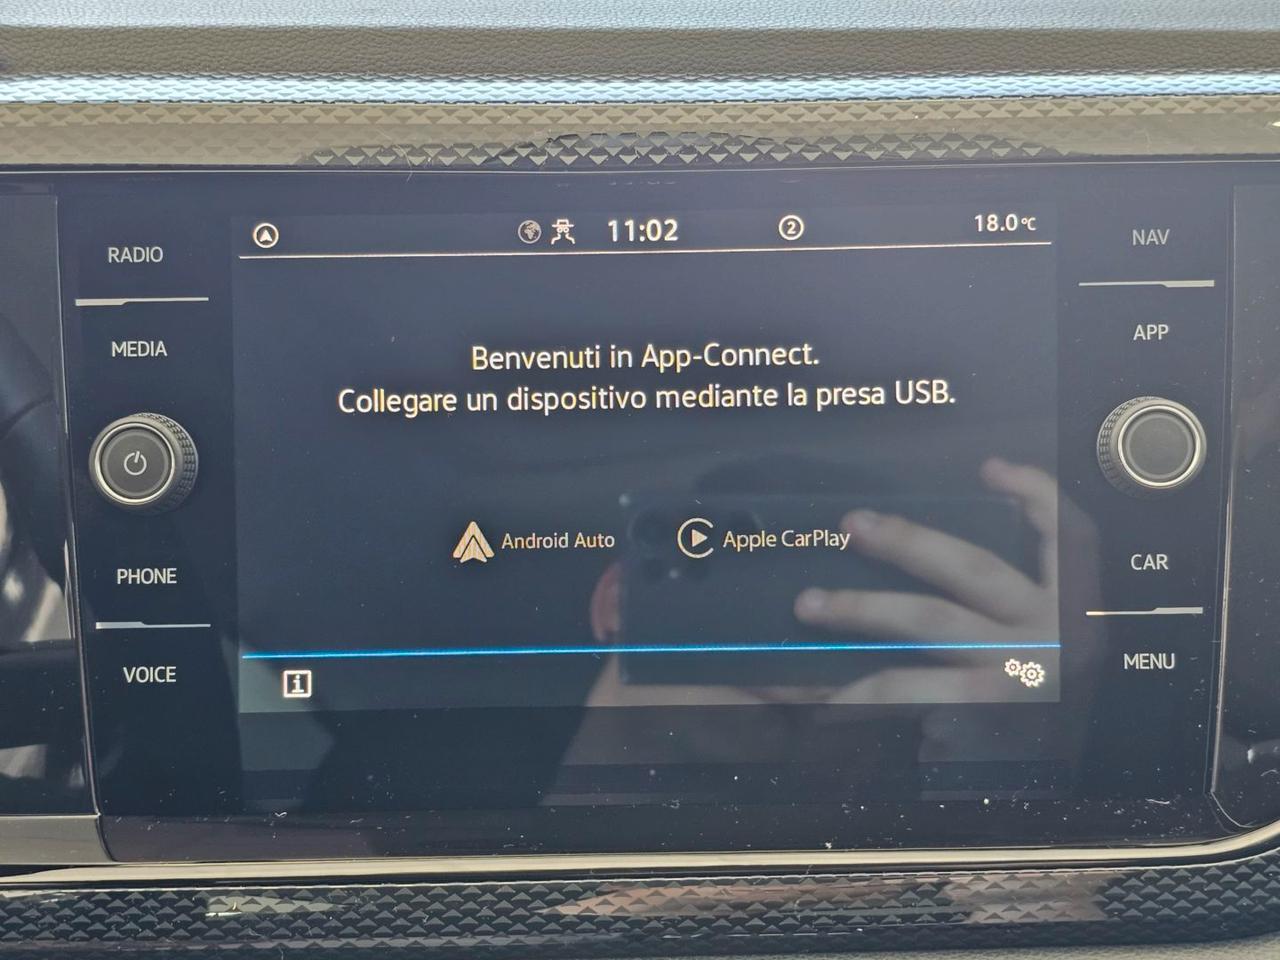 RADIO
MEDIA
PHONE
VOICE
11:02
2
18.0°C
Benvenuti in App-Connect.
Collegare un dispositivo mediante la presa USB.
Android Auto
Apple CarPlay
i
NAV
APP
CAR
MENU